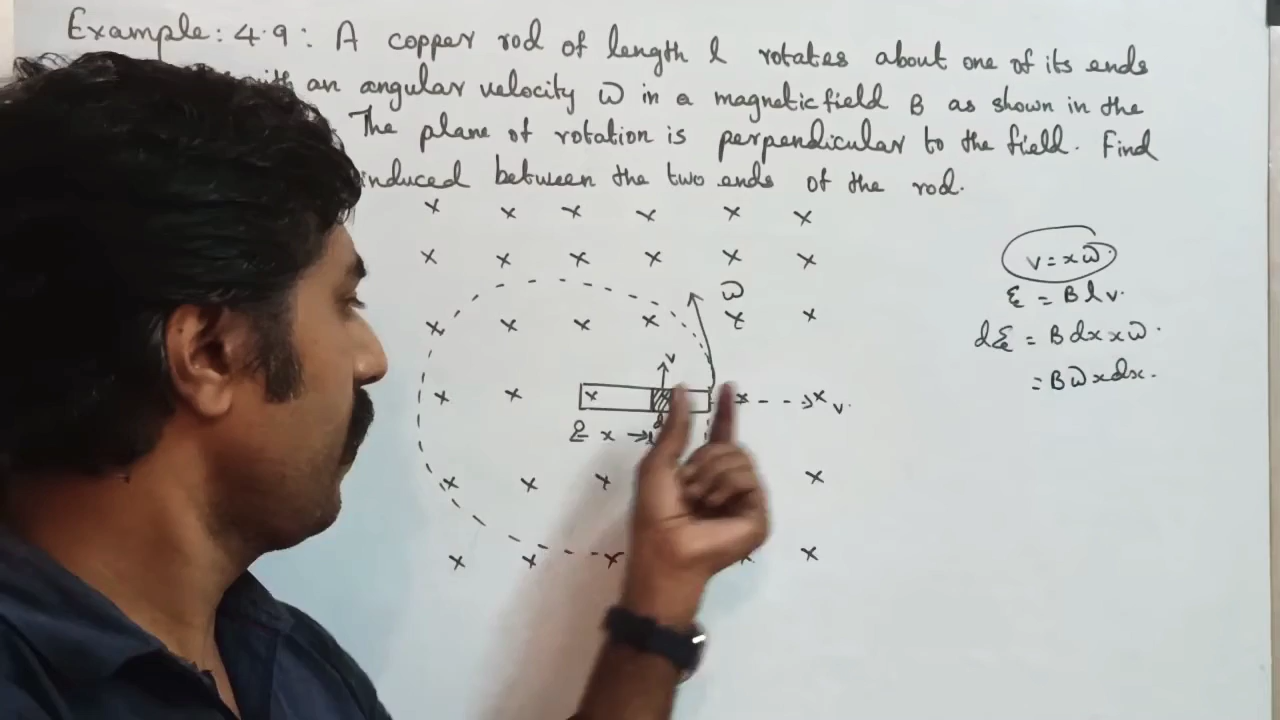 Example: 4.9: A copper rod of length l rotates about one of its ends
with an angular velocity ω in a magnetic field B as shown in the
The plane of rotation is perpendicular to the field. Find
induced between the two ends of the rod.
ω
v
v
x
v = xω.
ε = Blv.
dε = B dx xω.
= Bωxdx.